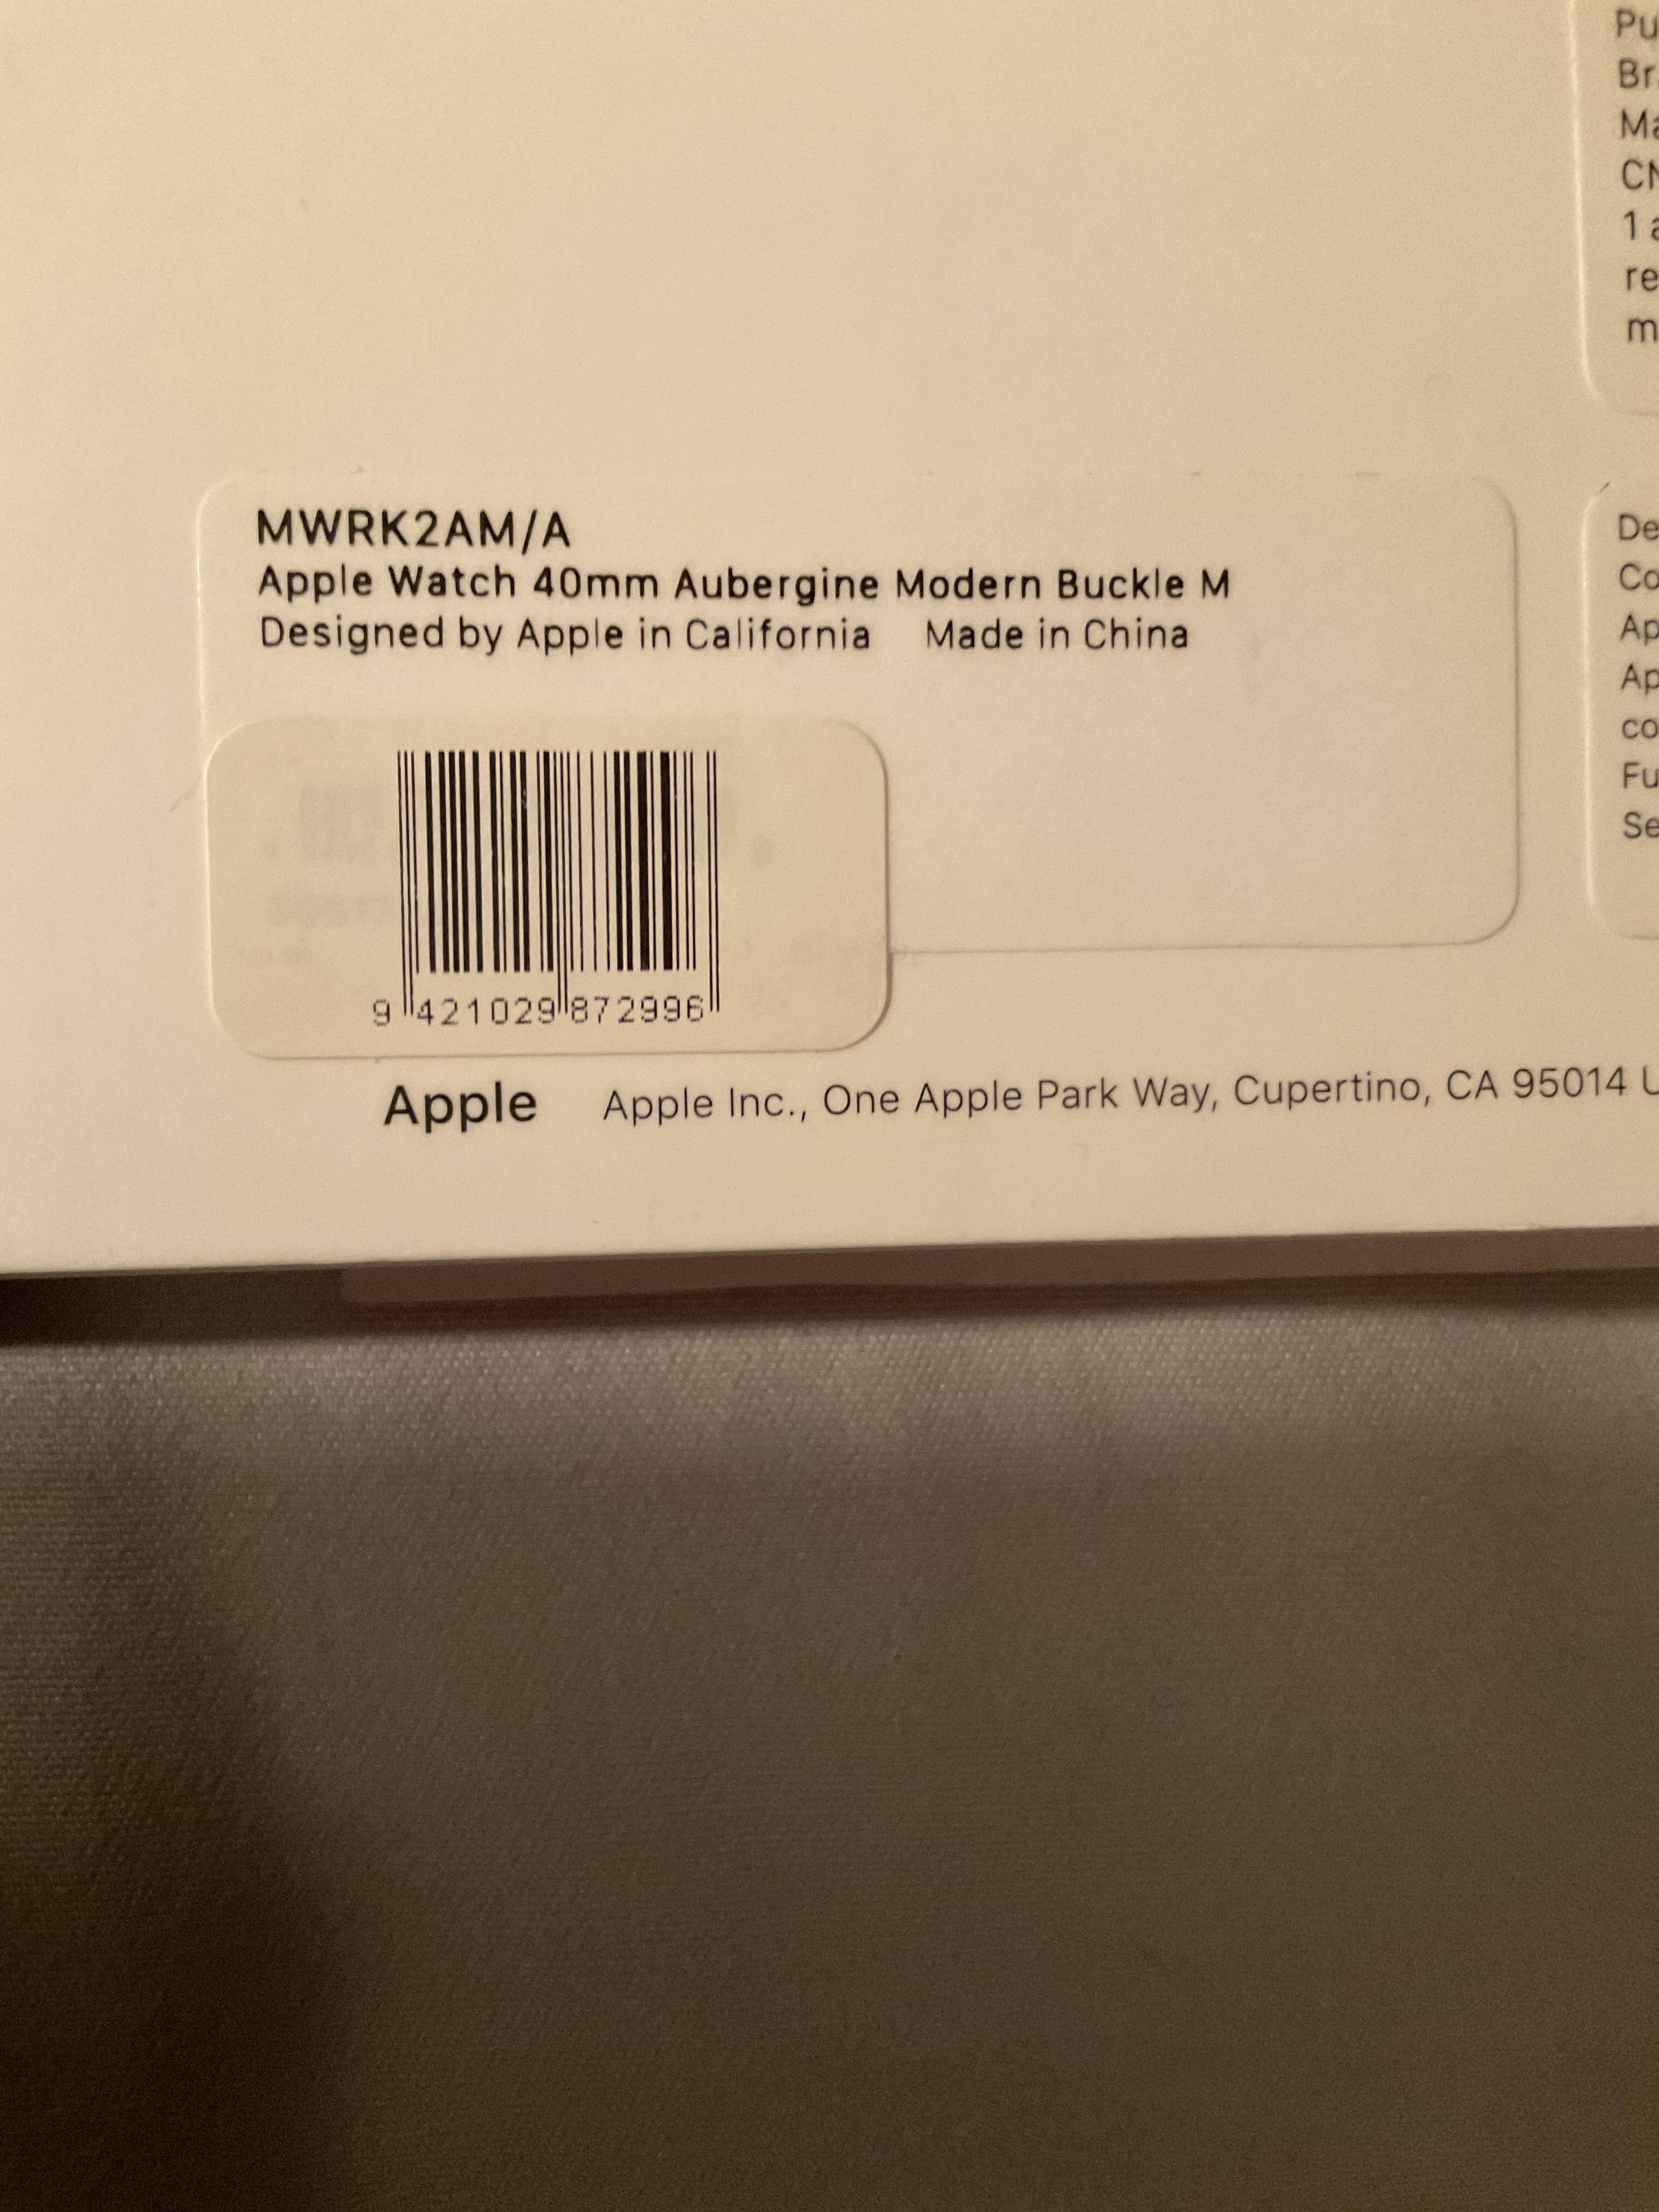 MWRK2AM/A
Apple Watch 40mm Aubergine Modern Buckle M
Designed by Apple in California Made in China
9 421029 872996
Apple Apple Inc., One Apple Park Way, Cupertino, CA 95014
1